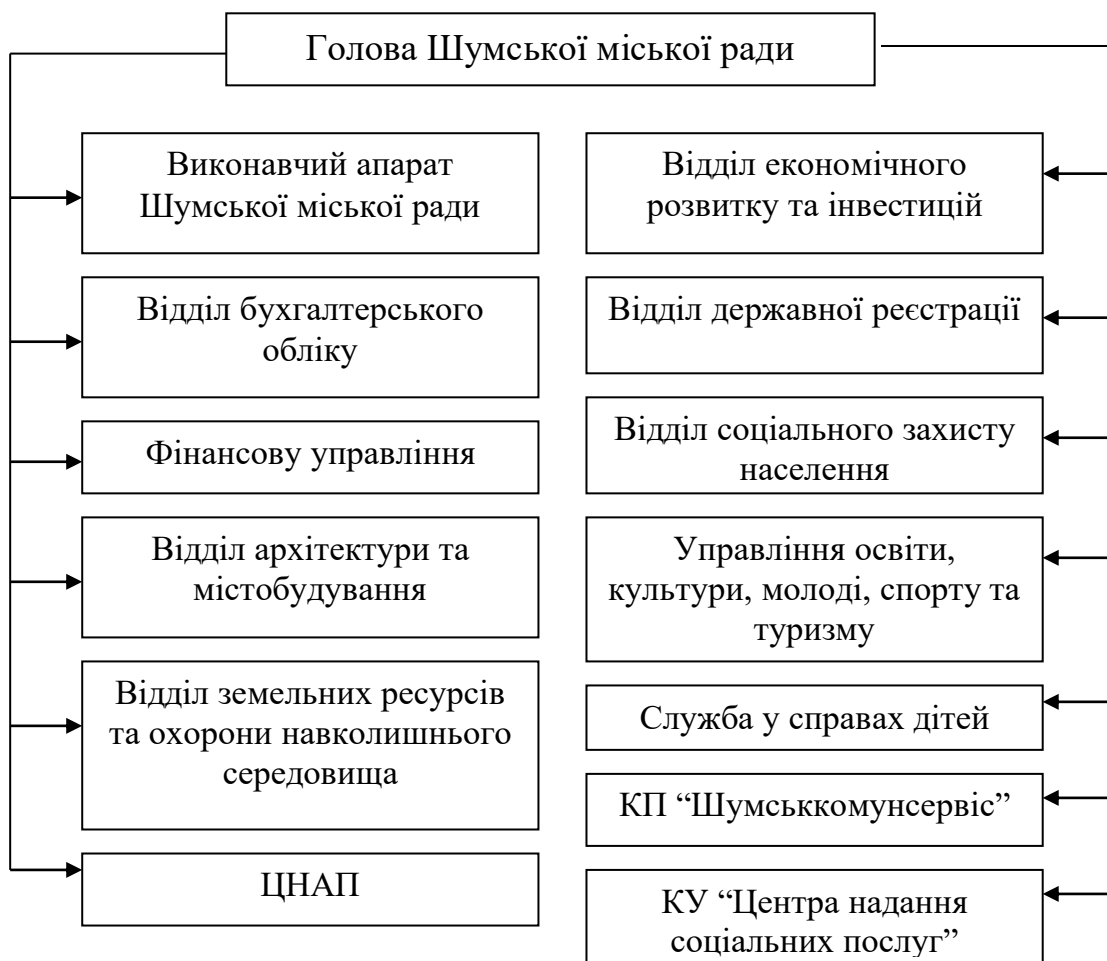 Голова Шумської міської ради
Виконавчий апарат
Шумської міської ради
Відділ бухгалтерського
обліку
Фінансову управління
Відділ архітектури та
містобудування
Відділ земельних ресурсів
та охорони навколишнього
середовища
ЦНАП
Відділ економічного
розвитку та інвестицій
Відділ державної реєстрації
Відділ соціального захисту
населення
Управління освіти,
культури, молоді, спорту та
туризму
Служба у справах дітей
КП “Шумськкомунсервіс”
КУ “Центра надання
соціальних послуг”